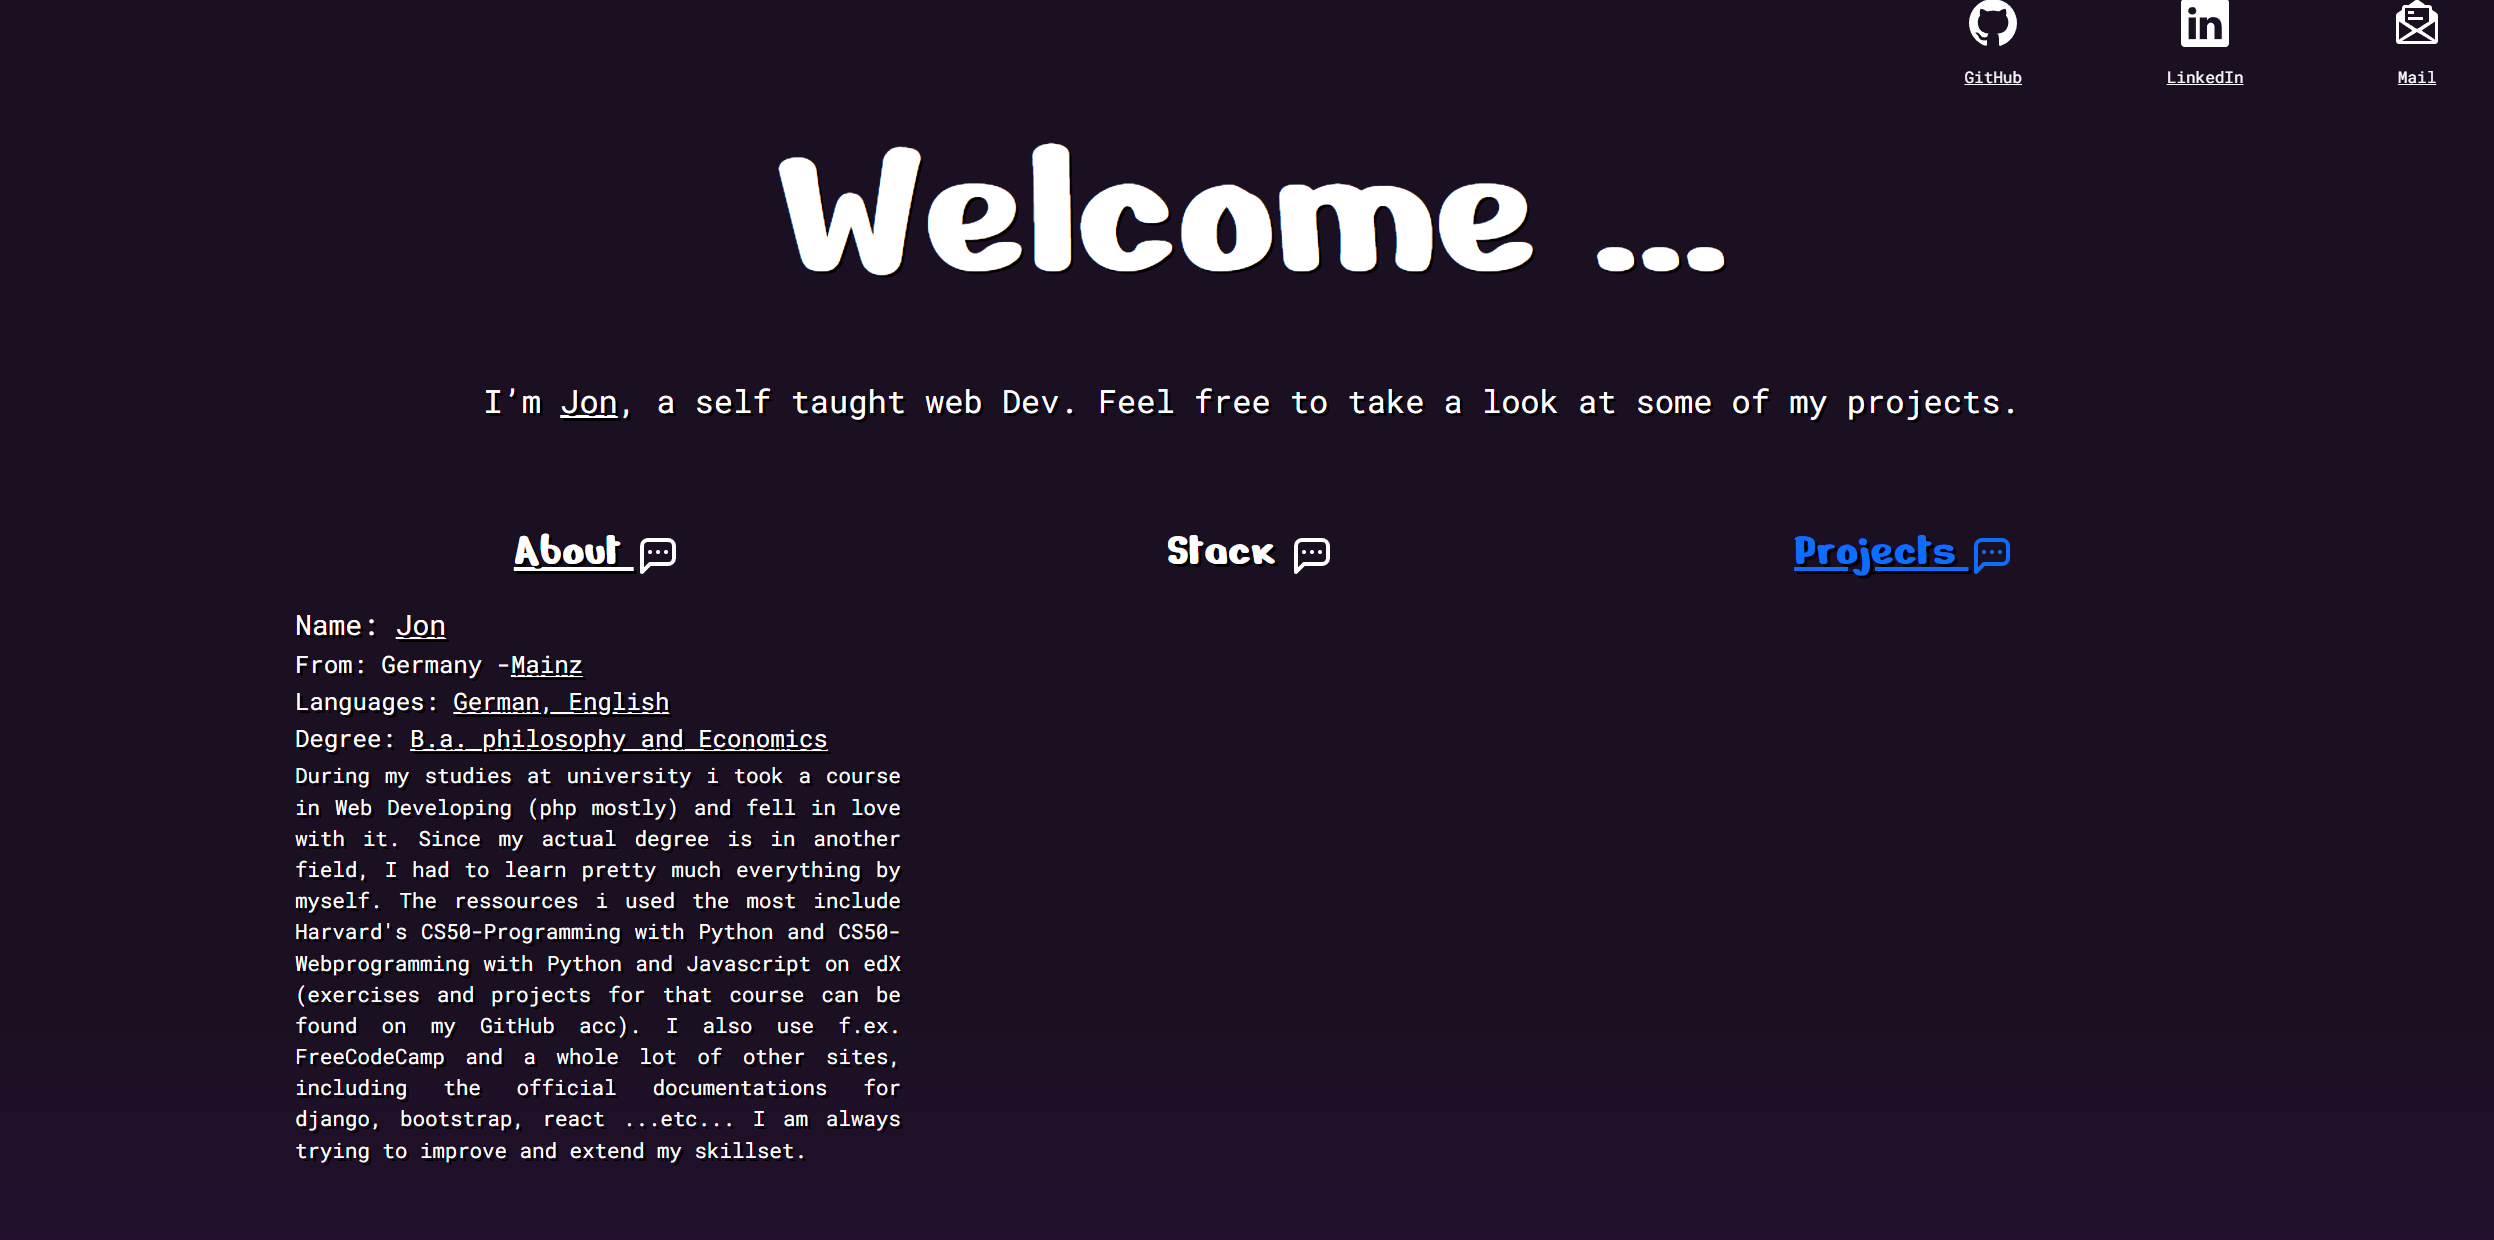 GitHub LinkedIn Mail
Welcome ...
I'm Jon, a self taught web Dev. Feel free to take a look at some of my projects.
About Stack Projects
Name: Jon
From: Germany -Mainz
Languages: German, English
Degree: B.a. philosophy and Economics
During my studies at university i took a course
in Web Developing (php mostly) and fell in love
with it. Since my actual degree is in another
field, I had to learn pretty much everything by
myself. The ressources i used the most include
Harvard's CS50-Programming with Python and CS50-
Webprogramming with Python and Javascript on edX
(exercises and projects for that course can be
found on my GitHub acc). I also use f.ex.
FreeCodeCamp and a whole lot of other sites,
including the official documentations for
django, bootstrap, react ...etc... I am always
trying to improve and extend my skillset.